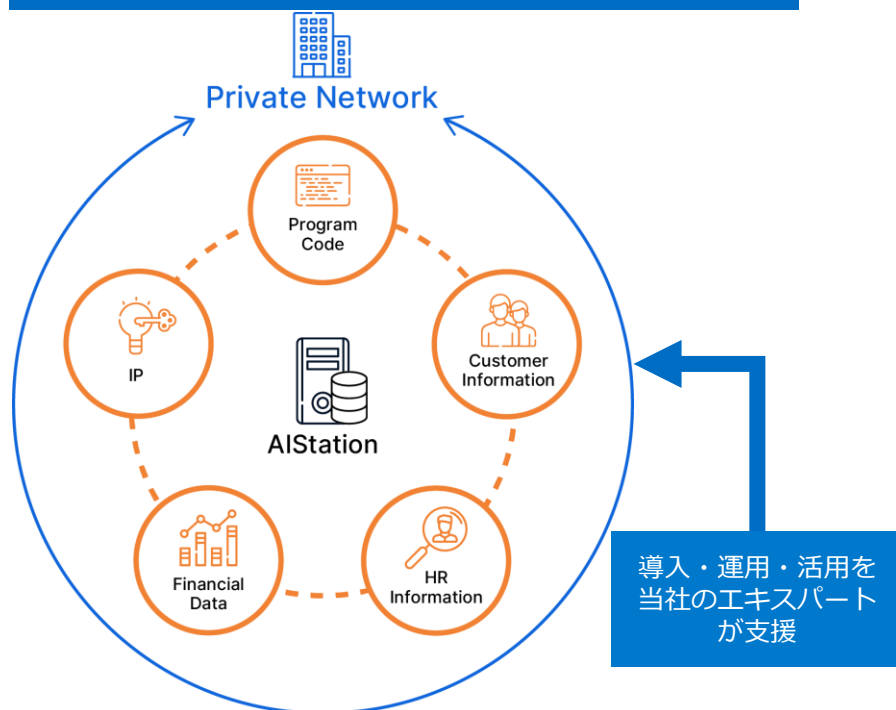 Private Network
Program
Code
Customer
Information
IP
AIStation
Financial
Data
HR
Information
導入・運用・活用を
当社のエキスパート
が支援